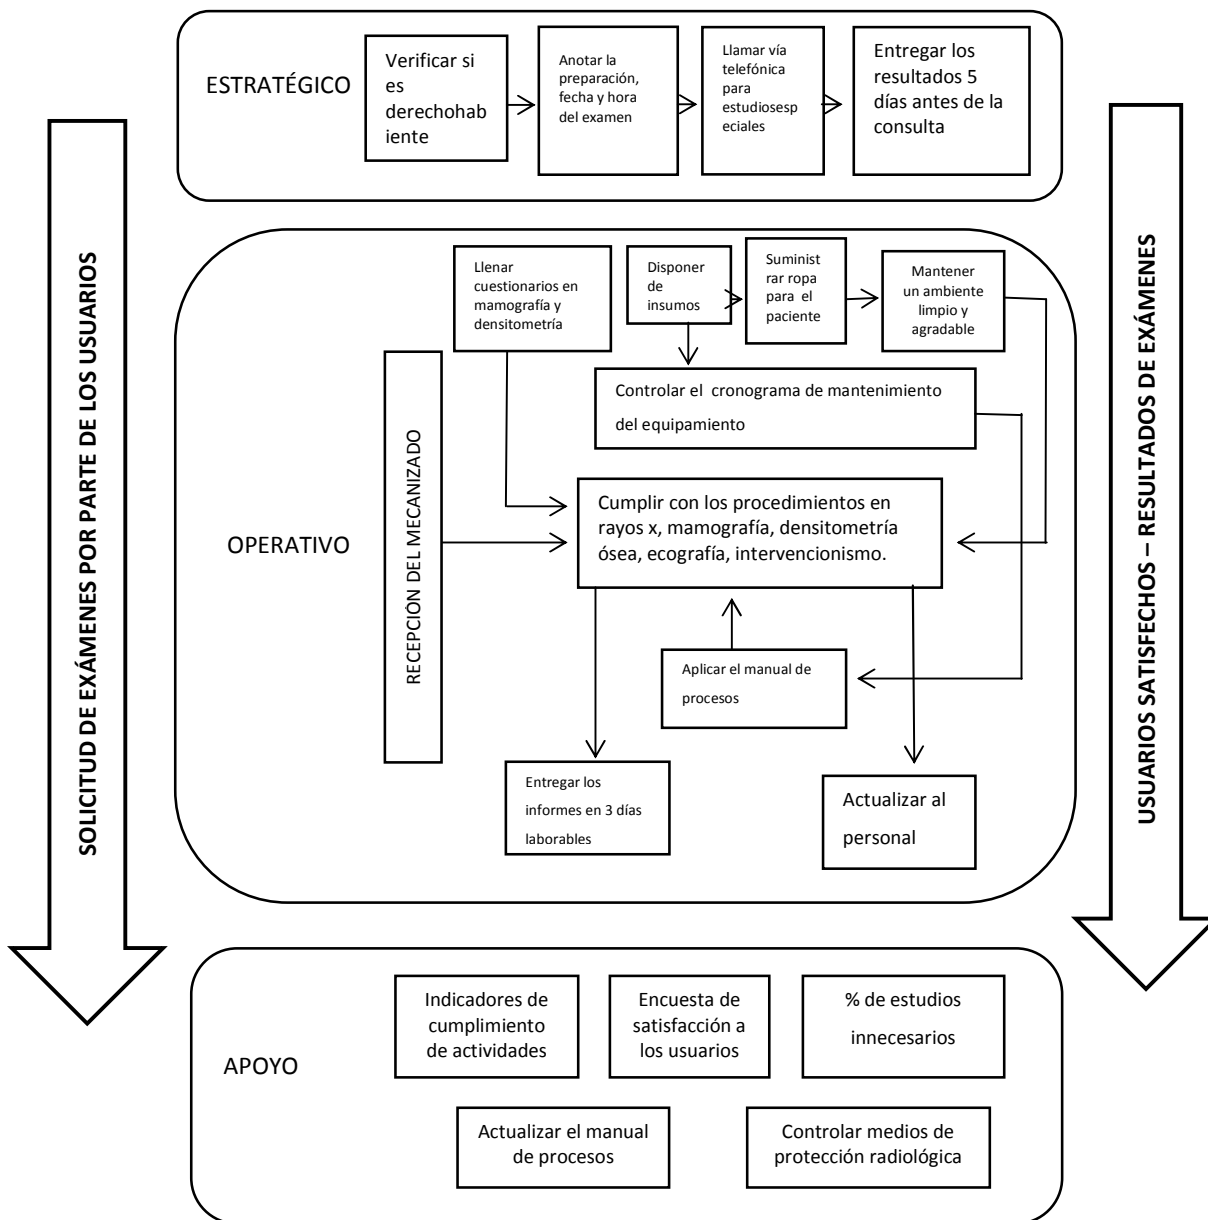 ESTRATÉGICO
Verificar si
es
derechohab
iente
Anotar la
preparación,
fecha y hora
del examen
Llamar vía
telefónica
para
estudiosesp
eciales
Entregar los
resultados 5
días antes de la
consulta
SOLICITUD DE EXÁMENES POR PARTE DE LOS USUARIOS
OPERATIVO
RECEPCIÓN DEL MECANIZADO
Llenar
cuestionarios en
mamografía y
densitometría
Disponer
de
insumos
Suminist
rar ropa
para el
paciente
Mantener
un ambiente
limpio y
agradable
Controlar el cronograma de mantenimiento
del equipamiento
Cumplir con los procedimientos en
rayos x, mamografía, densitometría
ósea, ecografía, intervencionismo.
Aplicar el manual de
procesos
Entregar los
informes en 3 días
laborables
Actualizar al
personal
USUARIOS SATISFECHOS – RESULTADOS DE EXÁMENES
APOYO
Indicadores de
cumplimiento
de actividades
Encuesta de
satisfacción a
los usuarios
% de estudios
innecesarios
Actualizar el manual
de procesos
Controlar medios de
protección radiológica